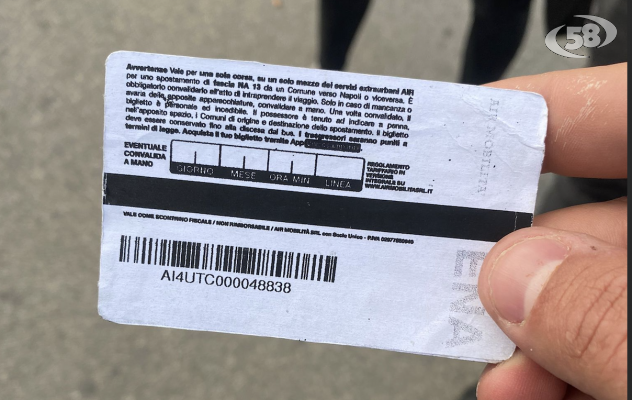 58
Avvertenze Vale per una sola corsa, su un solo mezzo dei servizi extraurbani AIR
per uno spostamento di fascia NA 13 da un Comune verso Napoli o viceversa. È
obbligatorio convalidarlo all'atto di intraprendere il viaggio. Solo in caso di mancanza o
avaria delle apposite apparecchiature, convalidare a mano. Una volta convalidato, il
biglietto è personale ed incedibile. Il possessore è tenuto ad indicare a penna,
nell'apposito spazio, i Comuni di origine e destinazione dello spostamento. Il biglietto
deve essere conservato fino alla discesa dal bus. I trasgressori saranno puniti a
termini di legge. Acquista il tuo biglietto tramite App
EVENTUALE
CONVALIDA
A MANO
GIORNO MESE ORA MIN LINEA
REGOLAMENTO
TARIFFARIO IN
VERSIONE
INTEGRALE SU
WWW.AIRMOBILITASRL.IT
VALE COME SCONTRINO FISCALE / NON RIMBORSABILE / AIR MOBILITÀ SRL con Socio Unico - P.IVA
AI4UTC000048838
AIR MOBILITÀ
ENA